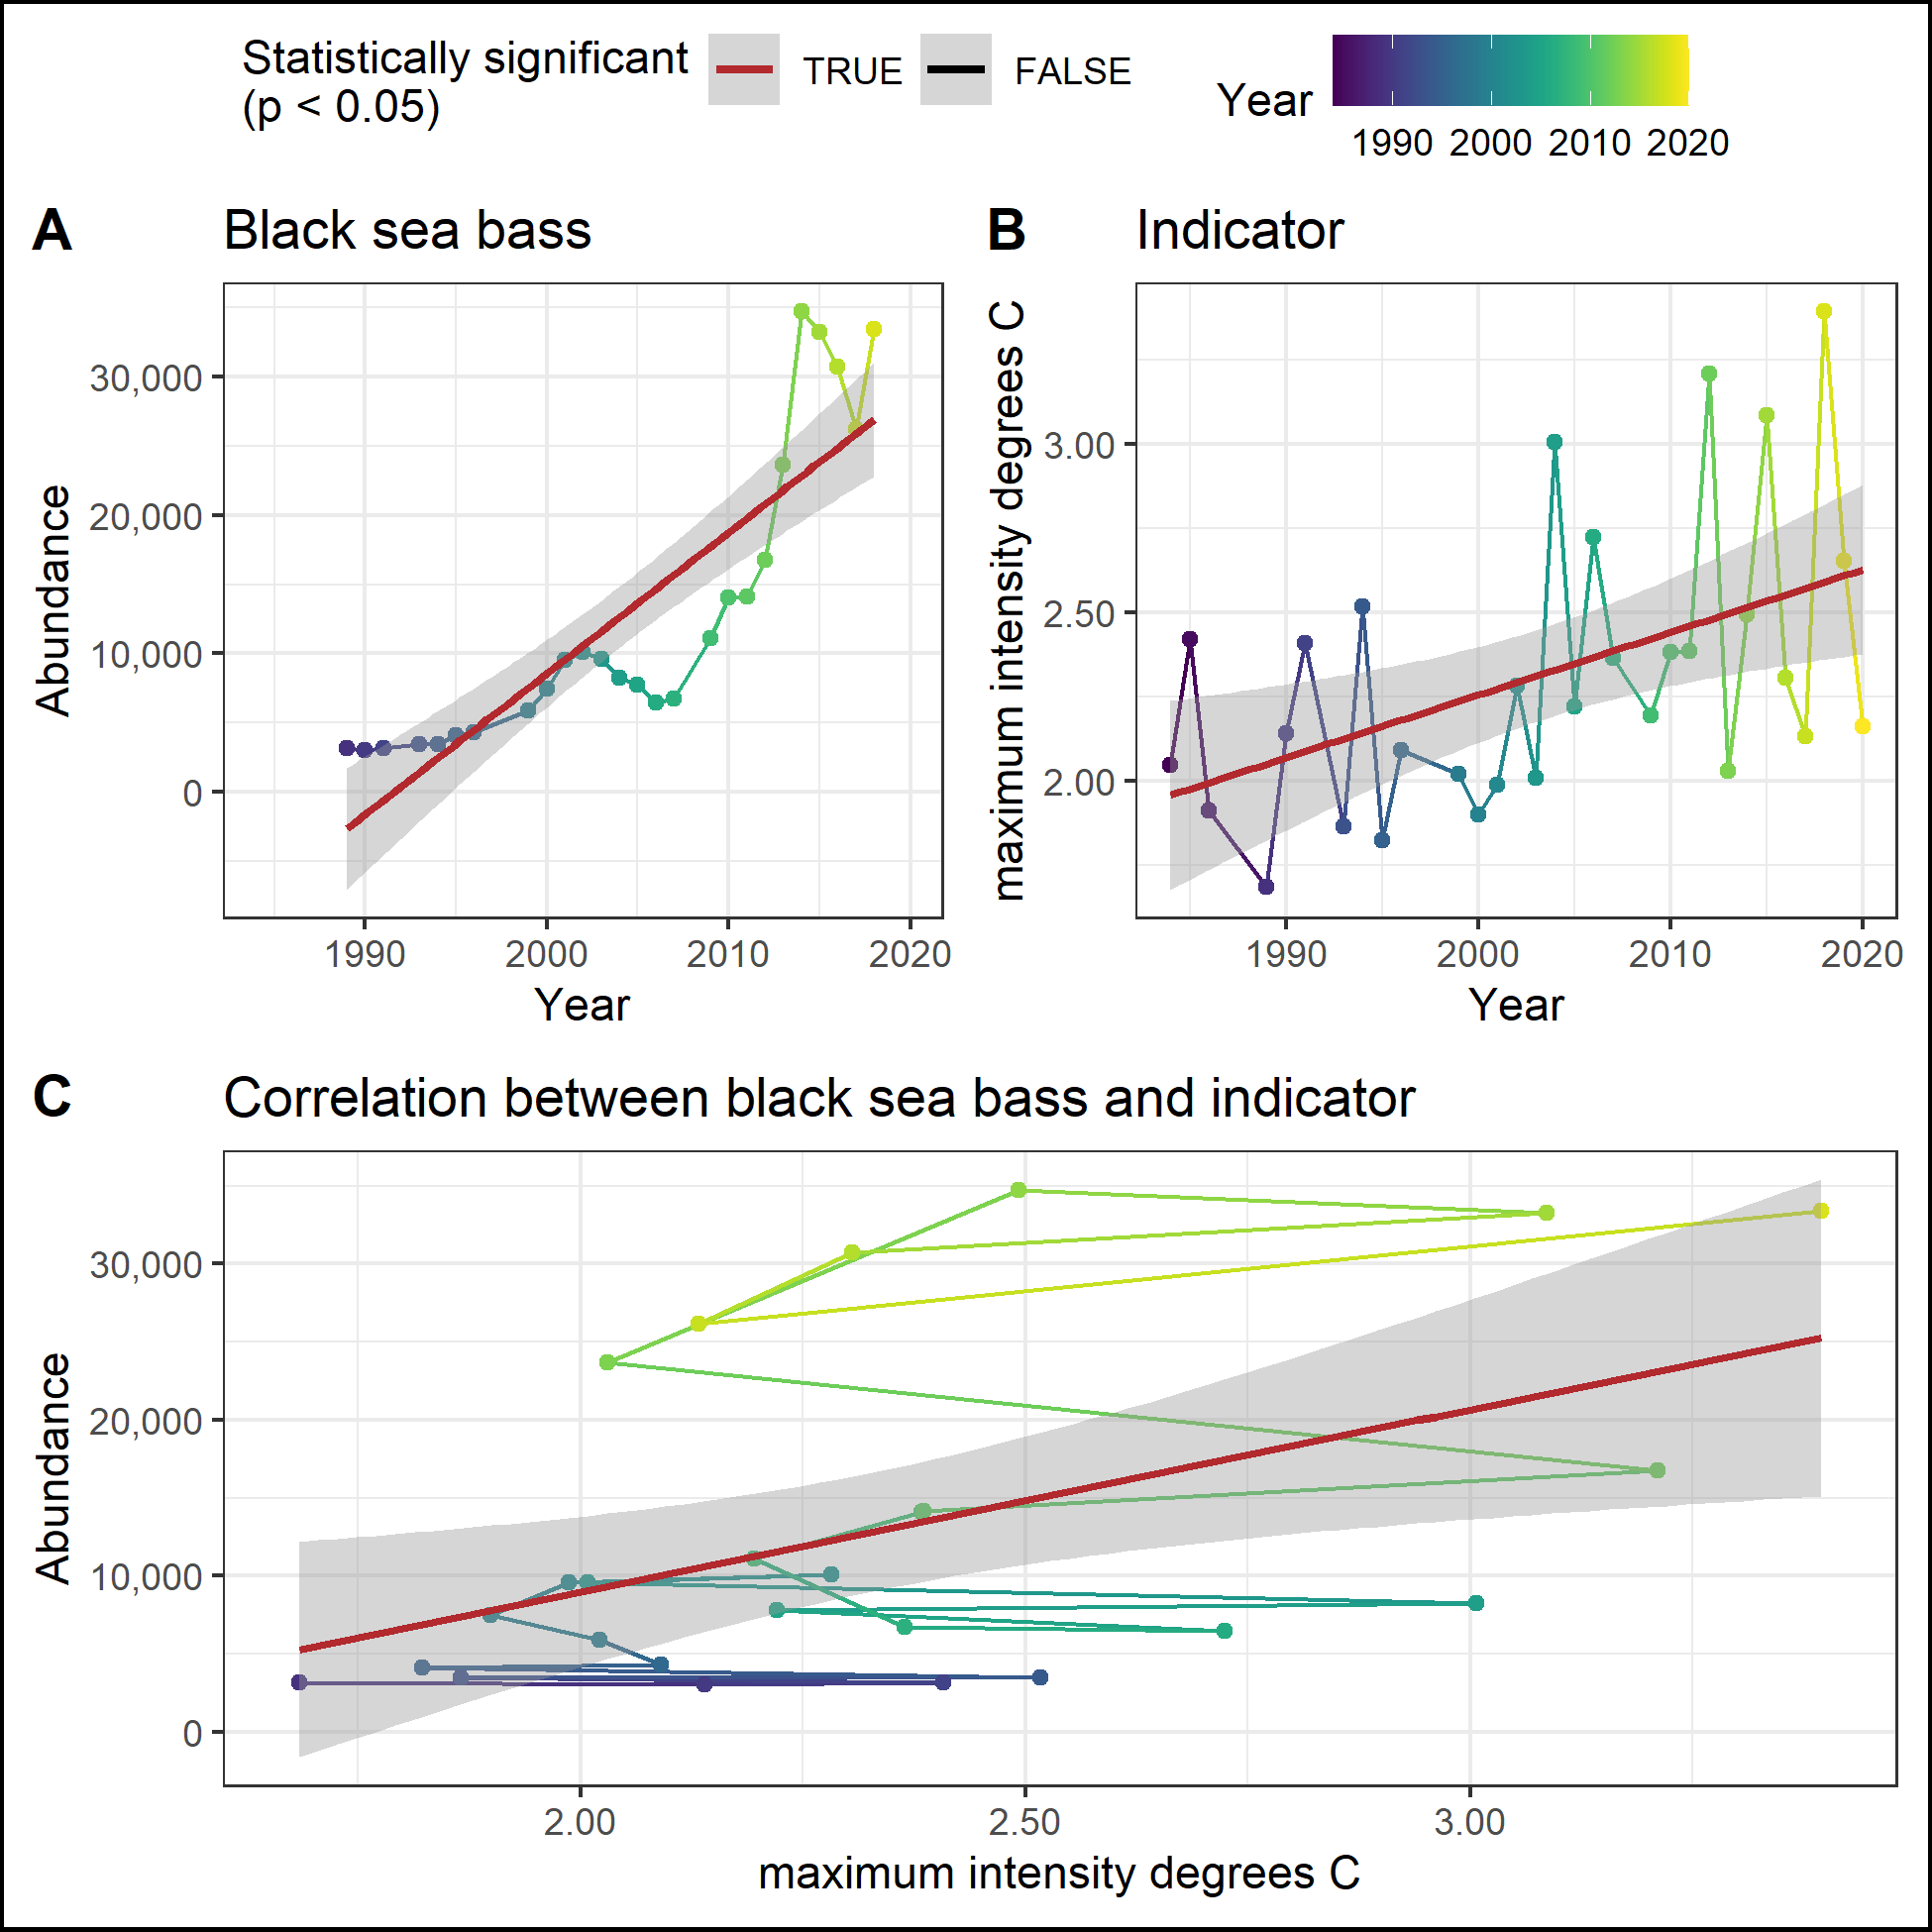 Statistically significant
(p < 0.05)
TRUE
FALSE
Year
1990 2000 2010 2020
A
Black sea bass
Abundance
30,000
20,000
10,000
0
1990 2000 2010 2020
Year
B
Indicator
maximum intensity degrees C
3.00
2.50
2.00
1990 2000 2010 2020
Year
C
Correlation between black sea bass and indicator
Abundance
30,000
20,000
10,000
0
2.00 2.50 3.00
maximum intensity degrees C